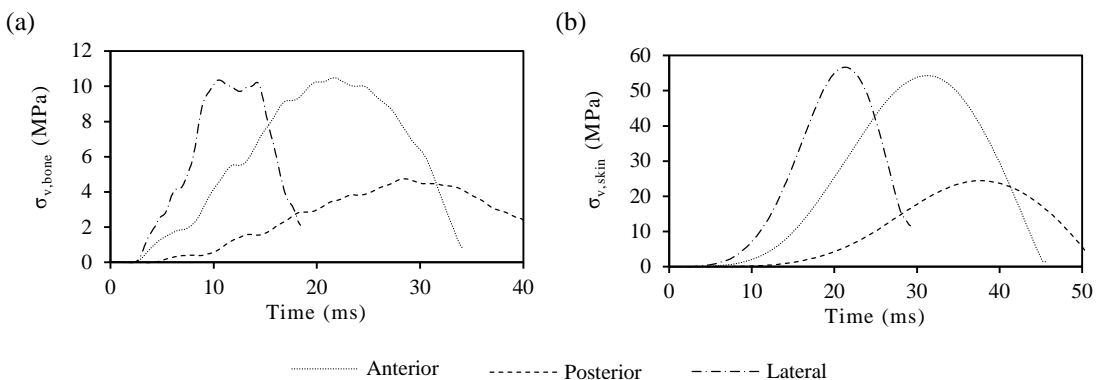 (a)
12
10
8
6
4
2
0
σv,bone (MPa)
0 10 20 30 40
Time (ms)
(b)
60
50
40
30
20
10
0
σv,skin (MPa)
0 10 20 30 40 50
Time (ms)
Anterior Posterior Lateral